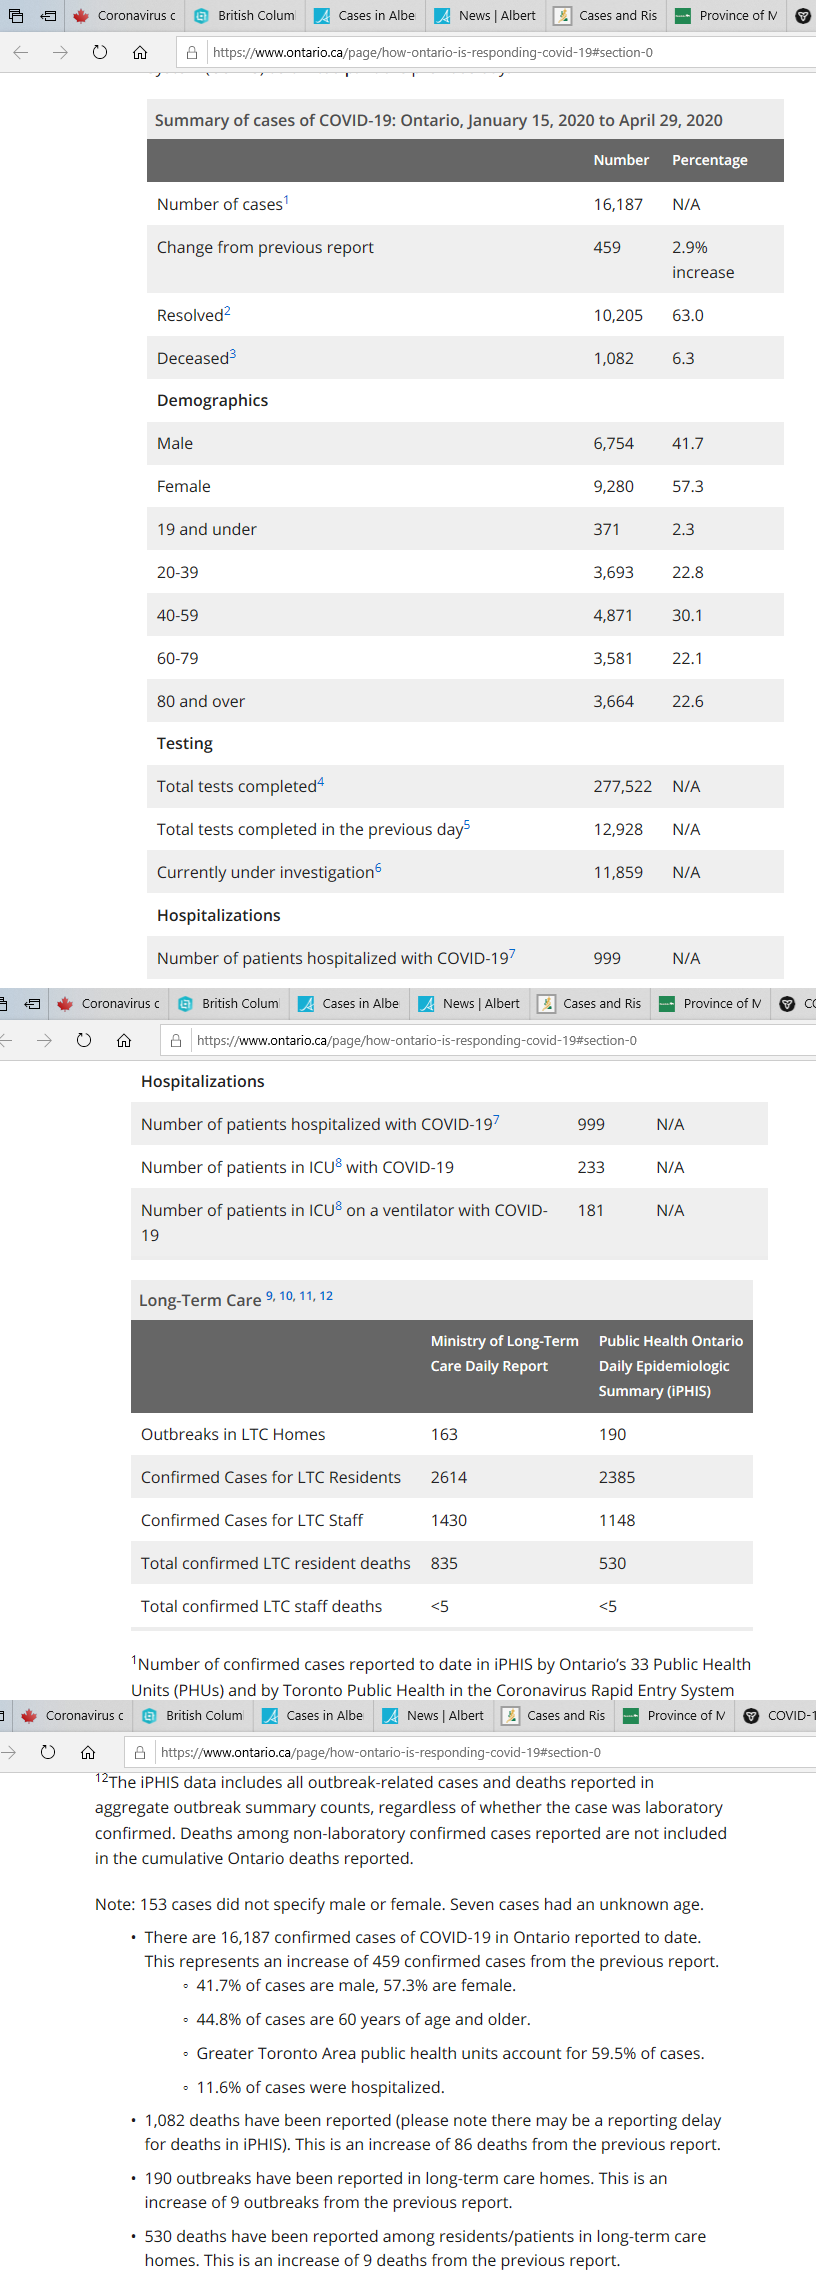 Coronavirus c British Colum Cases in Albe News | Albert Cases and Ris Province of M
https://www.ontario.ca/page/how-ontario-is-responding-covid-19#section-0
Summary of cases of COVID-19: Ontario, January 15, 2020 to April 29, 2020
Number Percentage
Number of cases1 16,187 N/A
Change from previous report 459 2.9%
increase
Resolved2 10,205 63.0
Deceased3 1,082 6.3
Demographics
Male 6,754 41.7
Female 9,280 57.3
19 and under 371 2.3
20-39 3,693 22.8
40-59 4,871 30.1
60-79 3,581 22.1
80 and over 3,664 22.6
Testing
Total tests completed4 277,522 N/A
Total tests completed in the previous day5 12,928 N/A
Currently under investigation6 11,859 N/A
Hospitalizations
Number of patients hospitalized with COVID-197 999 N/A
Coronavirus c British Colum Cases in Albe News | Albert Cases and Ris Province of M CO
https://www.ontario.ca/page/how-ontario-is-responding-covid-19#section-0
Hospitalizations
Number of patients hospitalized with COVID-197 999 N/A
Number of patients in ICU8 with COVID-19 233 N/A
Number of patients in ICU8 on a ventilator with COVID- 181 N/A
19
Long-Term Care 9, 10, 11, 12
Ministry of Long-Term Public Health Ontario
Care Daily Report Daily Epidemiologic
Summary (iPHIS)
Outbreaks in LTC Homes 163 190
Confirmed Cases for LTC Residents 2614 2385
Confirmed Cases for LTC Staff 1430 1148
Total confirmed LTC resident deaths 835 530
Total confirmed LTC staff deaths <5 <5
1Number of confirmed cases reported to date in iPHIS by Ontario's 33 Public Health
Units (PHUs) and by Toronto Public Health in the Coronavirus Rapid Entry System
Coronavirus c British Colum Cases in Albe News | Albert Cases and Ris Province of M COVID-1
https://www.ontario.ca/page/how-ontario-is-responding-covid-19#section-0
12The iPHIS data includes all outbreak-related cases and deaths reported in
aggregate outbreak summary counts, regardless of whether the case was laboratory
confirmed. Deaths among non-laboratory confirmed cases reported are not included
in the cumulative Ontario deaths reported.
Note: 153 cases did not specify male or female. Seven cases had an unknown age.
• There are 16,187 confirmed cases of COVID-19 in Ontario reported to date.
This represents an increase of 459 confirmed cases from the previous report.
◦ 41.7% of cases are male, 57.3% are female.
◦ 44.8% of cases are 60 years of age and older.
◦ Greater Toronto Area public health units account for 59.5% of cases.
◦ 11.6% of cases were hospitalized.
• 1,082 deaths have been reported (please note there may be a reporting delay
for deaths in iPHIS). This is an increase of 86 deaths from the previous report.
• 190 outbreaks have been reported in long-term care homes. This is an
increase of 9 outbreaks from the previous report.
• 530 deaths have been reported among residents/patients in long-term care
homes. This is an increase of 9 deaths from the previous report.